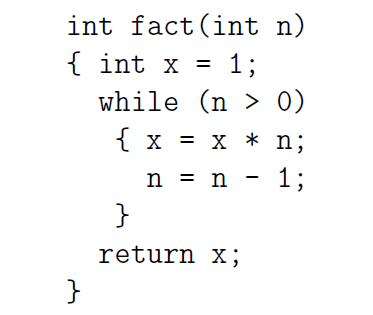 int fact(int n)
{ int x = 1;
  while (n > 0)
   { x = x * n;
     n = n - 1;
   }
  return x;
}